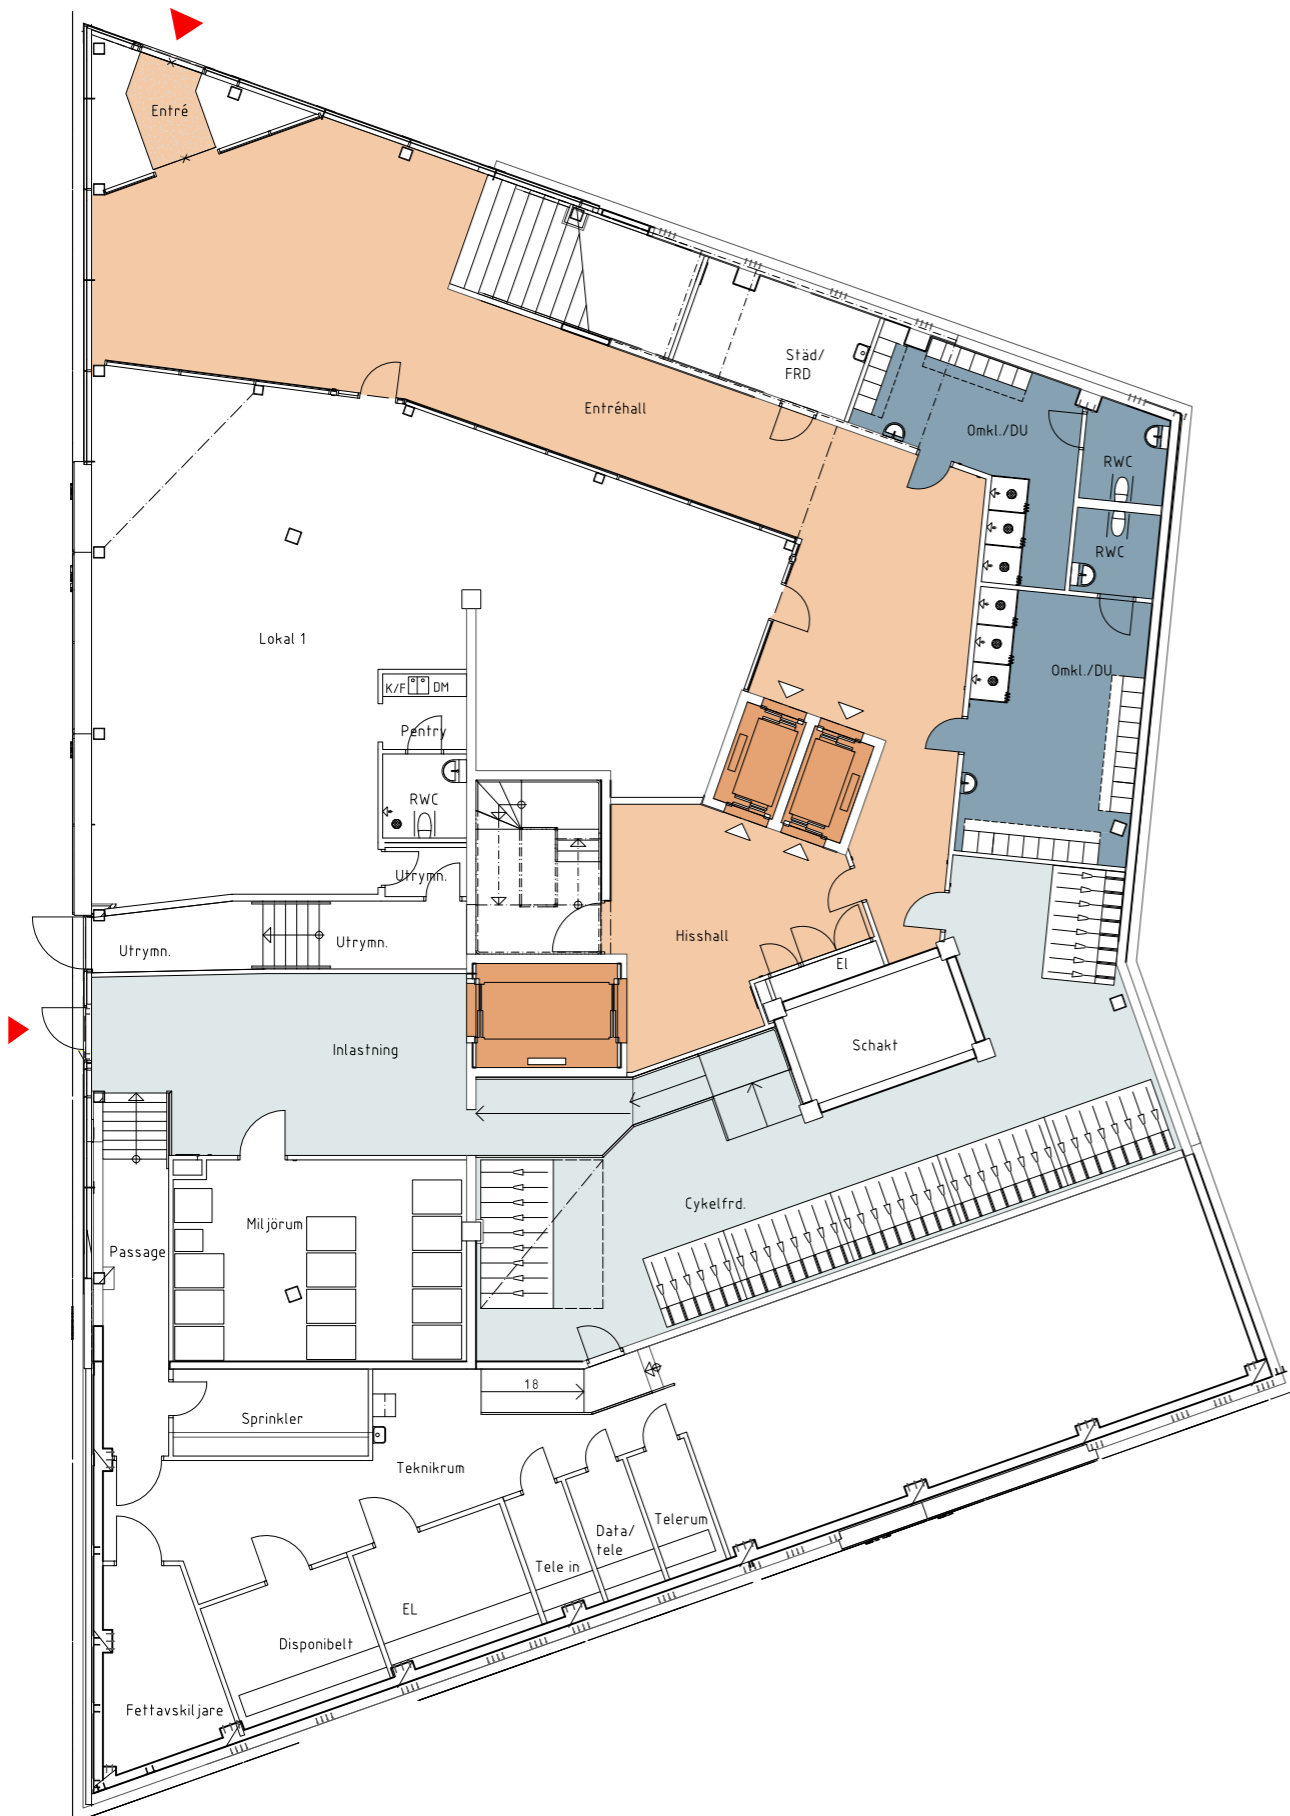 Entré
Städ/
FRD
Entréhall
Omkl./DU
RWC
RWC
Lokal 1
Omkl./DU
K/F
DM
Pentry
RWC
Utrymn.
Utrymn.
Utrymn.
Hisshall
El
Inlastning
Schakt
Cykelfrd.
Miljörum
Passage
18
Sprinkler
Teknikrum
Telerum
Data/
tele
Tele in
EL
Disponibelt
Fettavskiljare